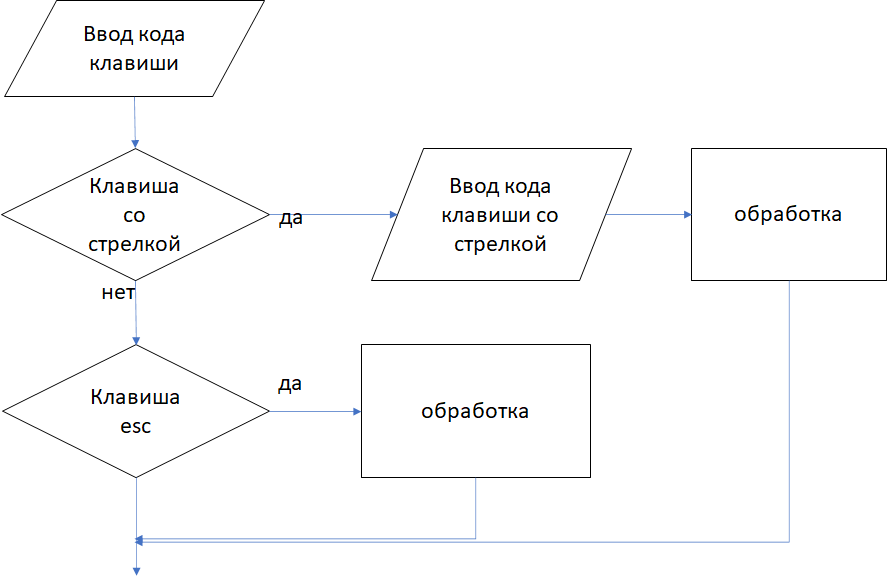 Ввод кода
клавиши
Клавиша
со
стрелкой
да
Ввод кода
клавиши со
стрелкой
обработка
нет
Клавиша
esc
да
обработка